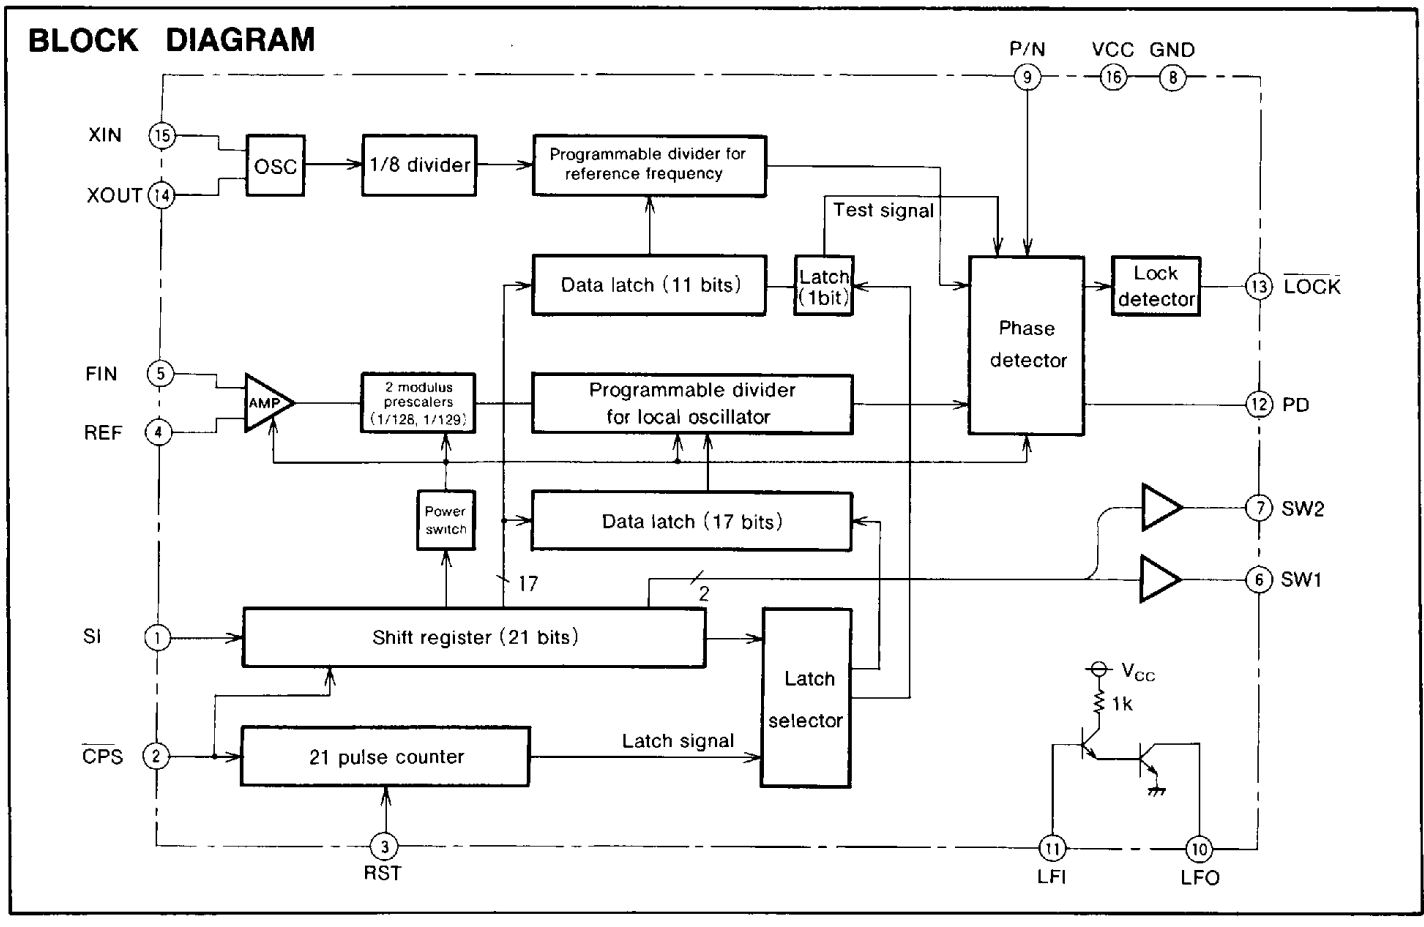 BLOCK DIAGRAM
P/N
VCC
GND
9
16
8
XIN
15
OSC
1/8 divider
Programmable divider for
reference frequency
XOUT
14
Test signal
Data latch (11 bits)
Latch
(1bit)
Phase
detector
Lock
detector
13
LOCK
FIN
5
AMP
2 modulus
prescalers
(1/128, 1/129)
Programmable divider
for local oscillator
12
PD
REF
4
Power
switch
Data latch (17 bits)
7
SW2
17
2
6
SW1
SI
1
Shift register (21 bits)
Latch
selector
VCC
1k
CPS
2
21 pulse counter
Latch signal
3
RST
11
LFI
10
LFO